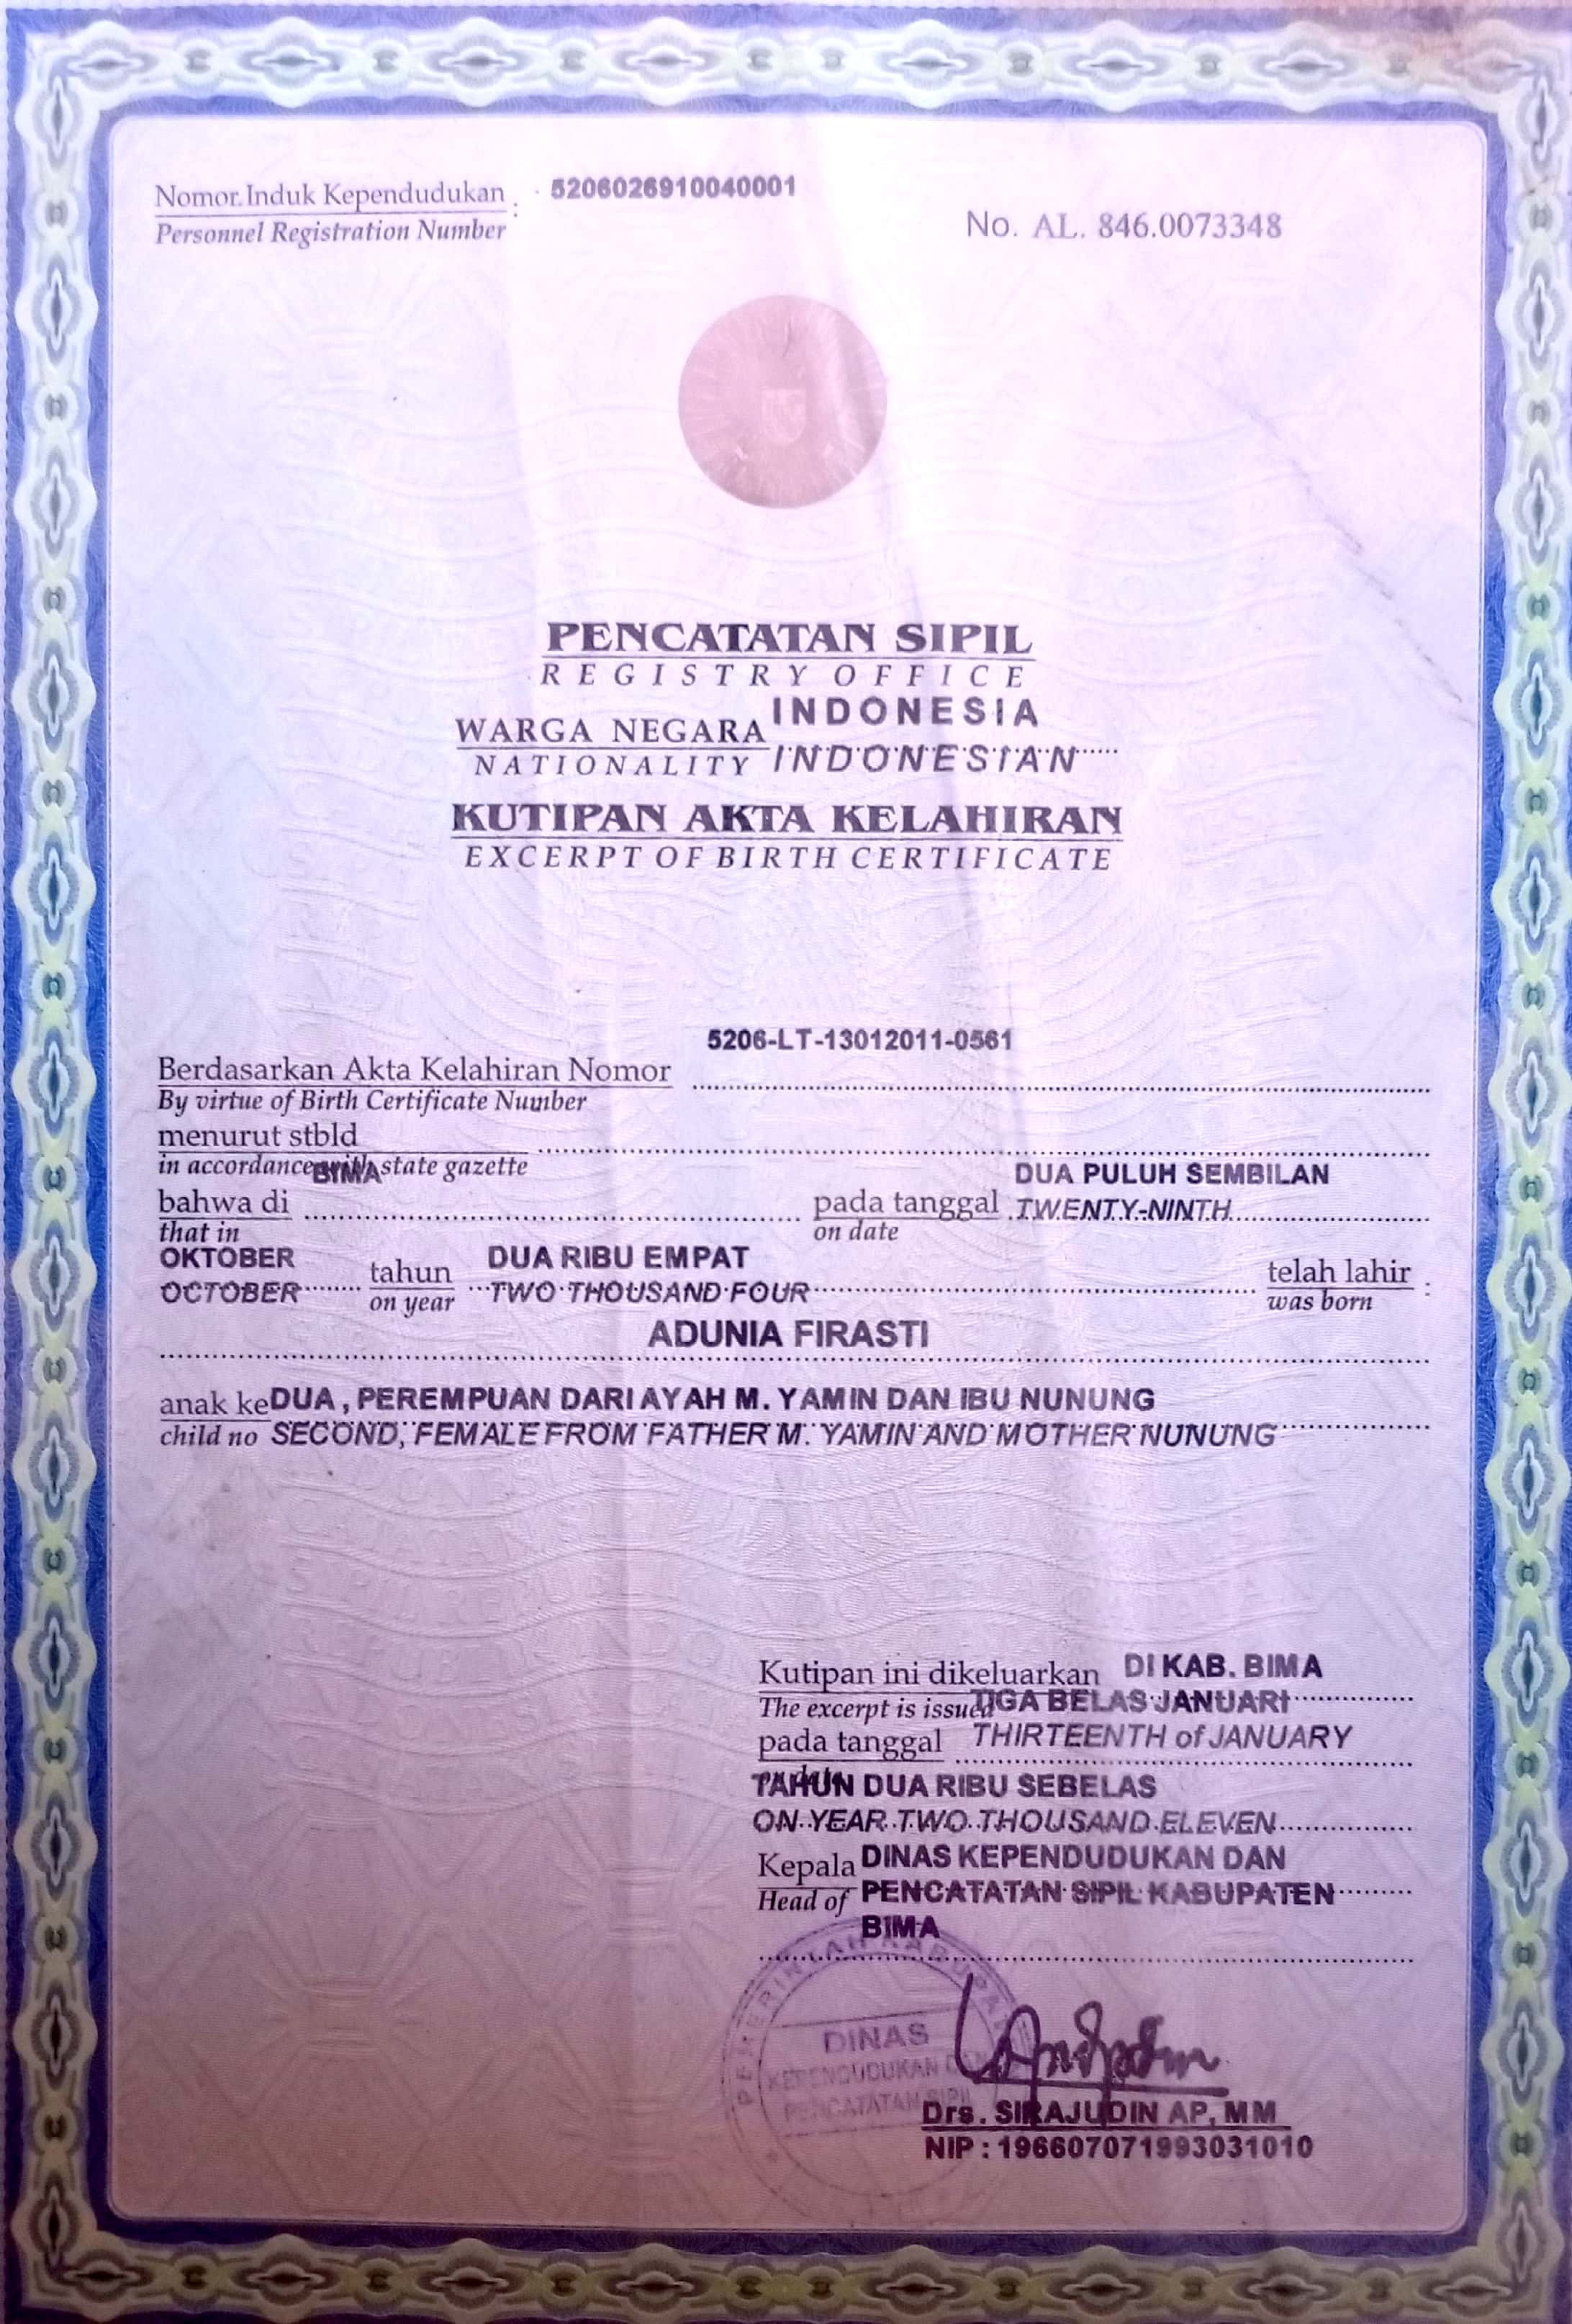 Nomor Induk Kependudukan : 5206026910040001
Personnel Registration Number
No. AL. 846.0073348
PENCATATAN SIPIL
REGISTRY OFFICE
WARGA NEGARA INDONESIA
NATIONALITY INDONESIAN
KUTIPAN AKTA KELAHIRAN
EXCERPT OF BIRTH CERTIFICATE
5206-LT-13012011-0561
Berdasarkan Akta Kelahiran Nomor
By virtue of Birth Certificate Number
menurut stbld
in accordance with state gazette
BIMA DUA PULUH SEMBILAN
bahwa di pada tanggal TWENTY-NINTH
that in on date
OKTOBER tahun DUA RIBU EMPAT telah lahir :
OCTOBER on year TWO THOUSAND FOUR was born
ADUNIA FIRASTI
anak ke DUA, PEREMPUAN DARI AYAH M. YAMIN DAN IBU NUNUNG
child no SECOND, FEMALE FROM FATHER M. YAMIN AND MOTHER NUNUNG
Kutipan ini dikeluarkan DI KAB. BIMA
The excerpt is issued TIGA BELAS JANUARI
pada tanggal THIRTEENTH of JANUARY
on date
TAHUN DUA RIBU SEBELAS
ON YEAR TWO THOUSAND ELEVEN
Kepala DINAS KEPENDUDUKAN DAN
Head of PENCATATAN SIPIL KABUPATEN
BIMA
PEMERINTAH KABUPATEN
DINAS
KEPENDUDUKAN DAN
PENCATATAN SIPIL
Drs. SIRAJUDIN AP, MM
NIP : 196607071993031010